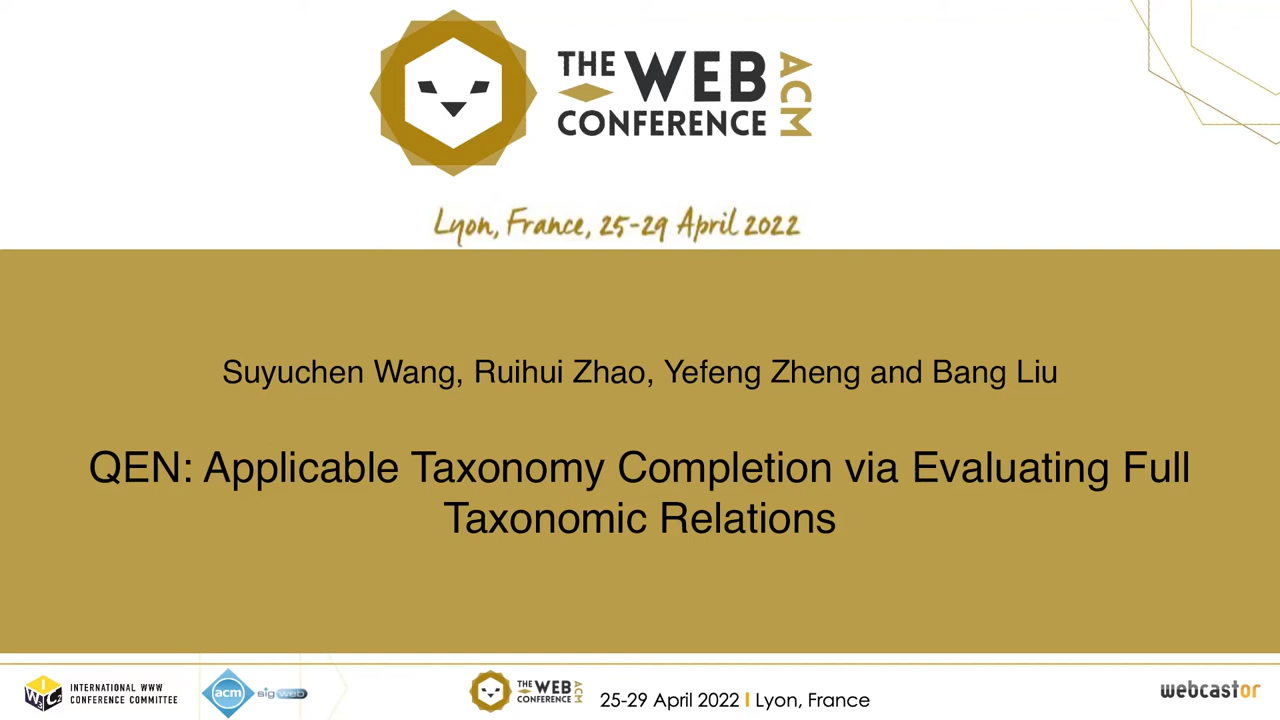 THE WEB CONFERENCE ACM
Lyon, France, 25-29 April 2022
Suyuchen Wang, Ruihui Zhao, Yefeng Zheng and Bang Liu
QEN: Applicable Taxonomy Completion via Evaluating Full
Taxonomic Relations
INTERNATIONAL WWW
CONFERENCE COMMITTEE
acm sigweb
THE WEB CONFERENCE ACM
25-29 April 2022 I Lyon, France
webcastor